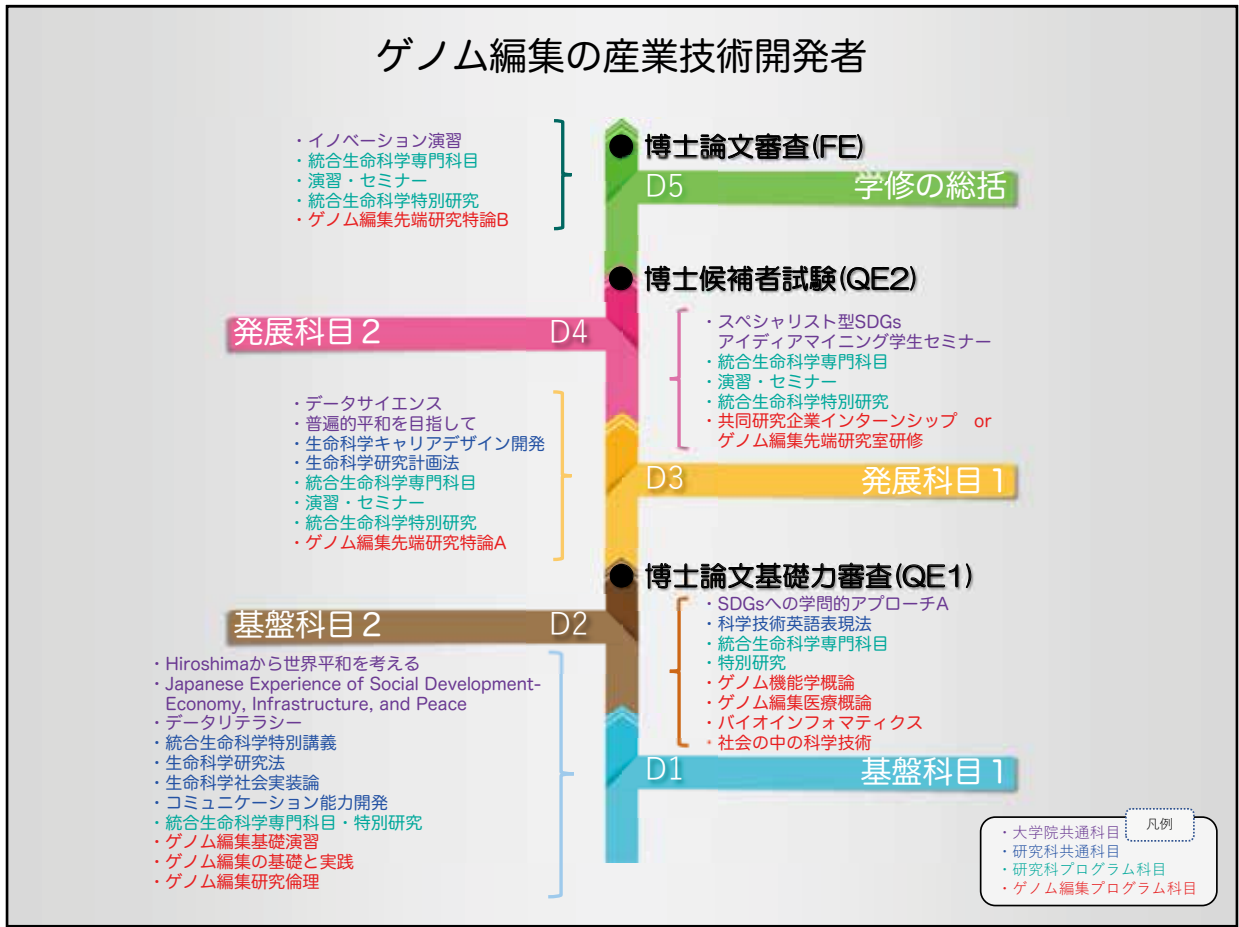 ゲノム編集の産業技術開発者
・イノベーション演習
・統合生命科学専門科目
・演習・セミナー
・統合生命科学特別研究
・ゲノム編集先端研究特論B
博士論文審査(FE)
D5
学修の総括
博士候補者試験(QE2)
発展科目2
D4
・スペシャリスト型SDGs
アイディアマイニング学生セミナー
・統合生命科学専門科目
・演習・セミナー
・統合生命科学特別研究
・共同研究企業インターンシップ or
ゲノム編集先端研究室研修
・データサイエンス
・普遍的平和を目指して
・生命科学キャリアデザイン開発
・生命科学研究計画法
・統合生命科学専門科目
・演習・セミナー
・統合生命科学特別研究
・ゲノム編集先端研究特論A
D3
発展科目1
博士論文基礎力審査(QE1)
基盤科目2
D2
・SDGsへの学問的アプローチA
・科学技術英語表現法
・統合生命科学専門科目
・特別研究
・ゲノム機能学概論
・ゲノム編集医療概論
・バイオインフォマティクス
* 社会の中の科学技術
・Hiroshimaから世界平和を考える
・Japanese Experience of Social Development-
Economy, Infrastructure, and Peace
・データリテラシー
・統合生命科学特別講義
・生命科学研究法
・生命科学社会実装論
・コミュニケーション能力開発
・統合生命科学専門科目・特別研究
・ゲノム編集基礎演習
・ゲノム編集の基礎と実践
・ゲノム編集研究倫理
D1
基盤科目1
凡例
・大学院共通科目
・研究科共通科目
・研究科プログラム科目
・ゲノム編集プログラム科目